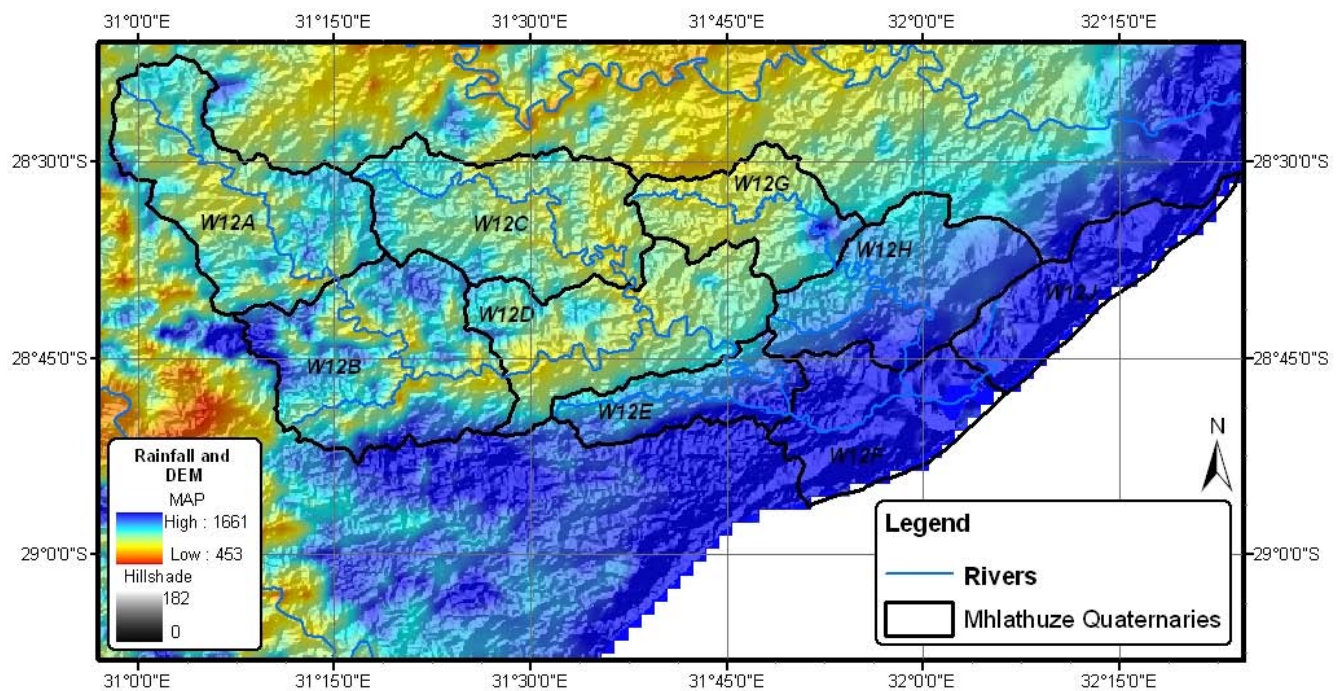 31°0'0"E 31°15'0"E 31°30'0"E 31°45'0"E 32°0'0"E 32°15'0"E
28°30'0"S 28°30'0"S
W12G
W12A
W12C
W12H
W12J
W12D
28°45'0"S 28°45'0"S
W12B
W12E
W12F
Rainfall and
DEM
MAP
High : 1661
Low : 453
Hillshade
182
0
N
Legend
Rivers
Mhlathuze Quaternaries
29°0'0"S 29°0'0"S
31°0'0"E 31°15'0"E 31°30'0"E 31°45'0"E 32°0'0"E 32°15'0"E